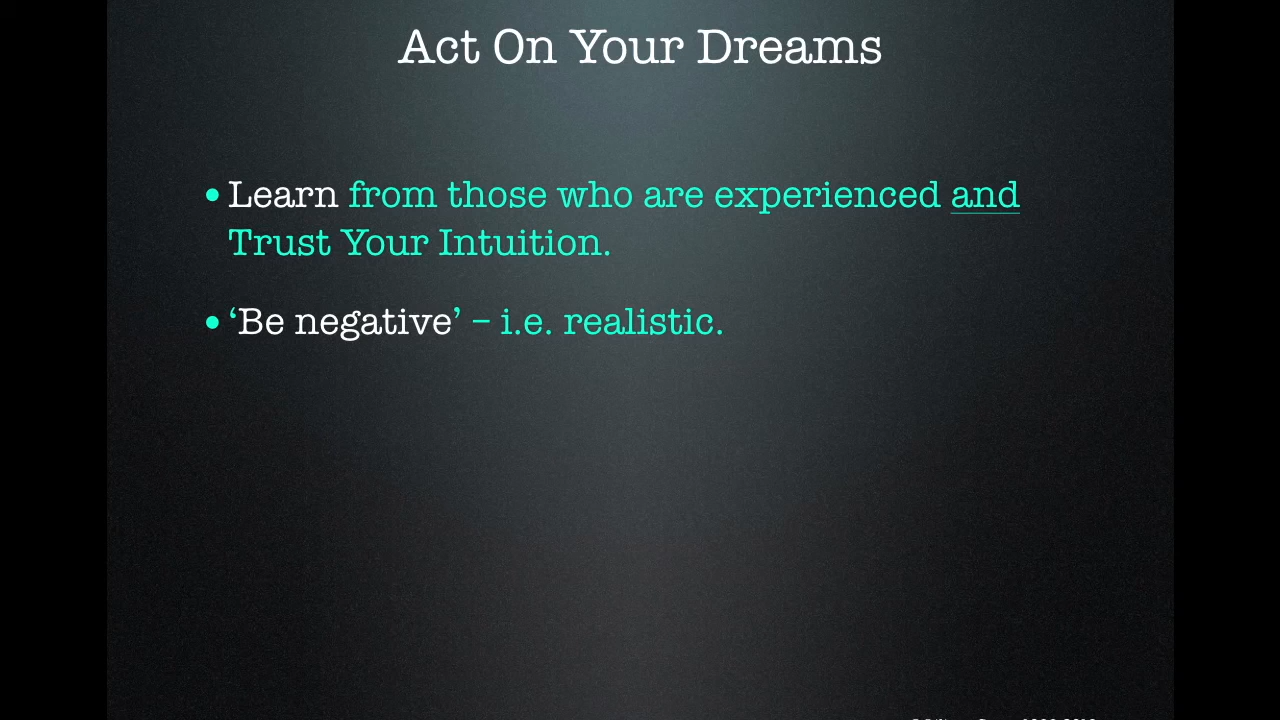 Act On Your Dreams
• Learn from those who are experienced and
Trust Your Intuition.
• ‘Be negative’ – i.e. realistic.